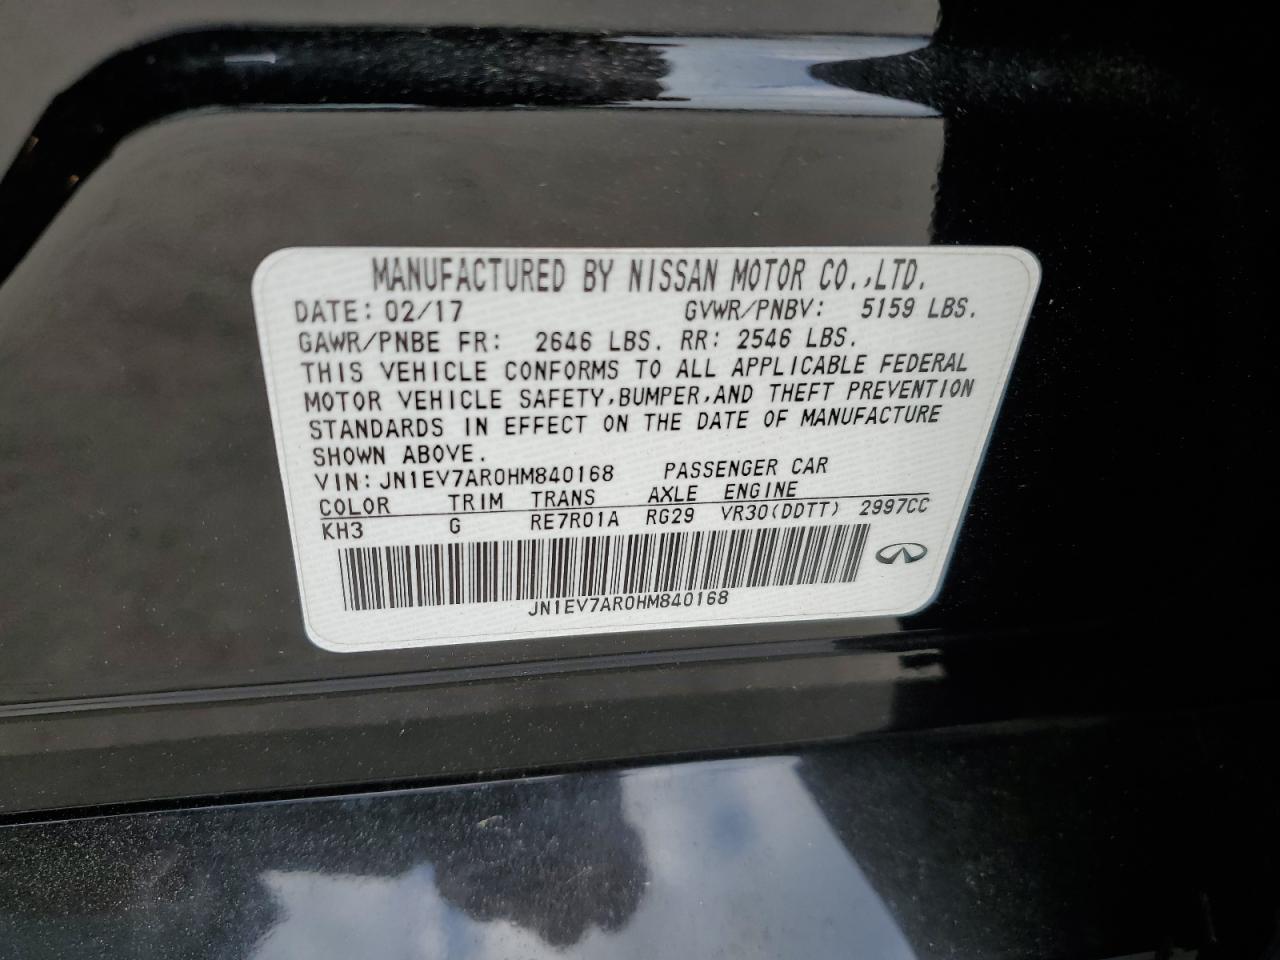 MANUFACTURED BY NISSAN MOTOR CO.,LTD.
DATE: 02/17 GVWR/PNBV: 5159 LBS.
GAWR/PNBE FR: 2646 LBS. RR: 2546 LBS.
THIS VEHICLE CONFORMS TO ALL APPLICABLE FEDERAL
MOTOR VEHICLE SAFETY,BUMPER,AND THEFT PREVENTION
STANDARDS IN EFFECT ON THE DATE OF MANUFACTURE
SHOWN ABOVE.
VIN: JN1EV7AR0HM840168 PASSENGER CAR
COLOR TRIM TRANS AXLE ENGINE
KH3 G RE7R01A RG29 VR30(DDTT) 2997CC
JN1EV7AR0HM840168